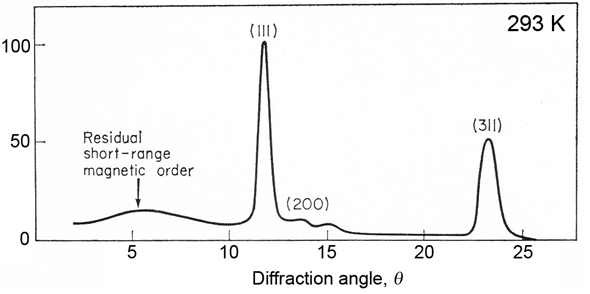 293 K
(111)
100
Residual
short-range
magnetic order
50
(311)
(200)
0
5
10
15
20
25
Diffraction angle, θ